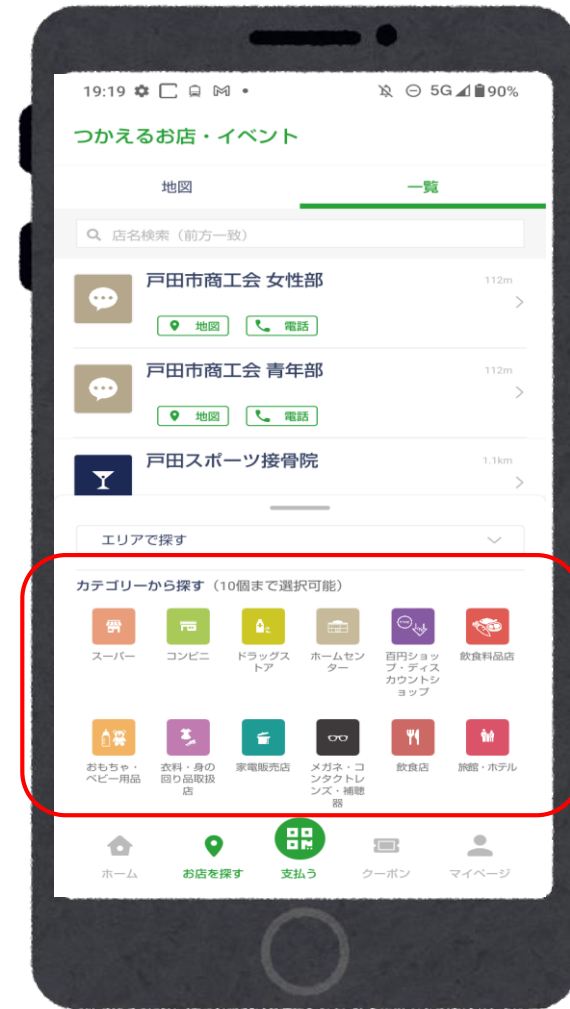 19:19 5G 90%
つかえるお店・イベント
地図 一覧
店名検索（前方一致）
戸田市商工会 女性部 112m
地図 電話
戸田市商工会 青年部 112m
地図 電話
戸田スポーツ接骨院 1.1km
エリアで探す
カテゴリーから探す（10個まで選択可能）
スーパー
コンビニ
ドラッグス
トア
ホームセン
ター
百円ショッ
プ・ディス
カウントシ
ョップ
飲食料品店
おもちゃ・
ベビー用品
衣料・身の
回り品取扱
店
家電販売店
メガネ・コ
ンタクトレ
ンズ・補聴
器
飲食店
旅館・ホテル
ホーム お店を探す 支払う クーポン マイページ